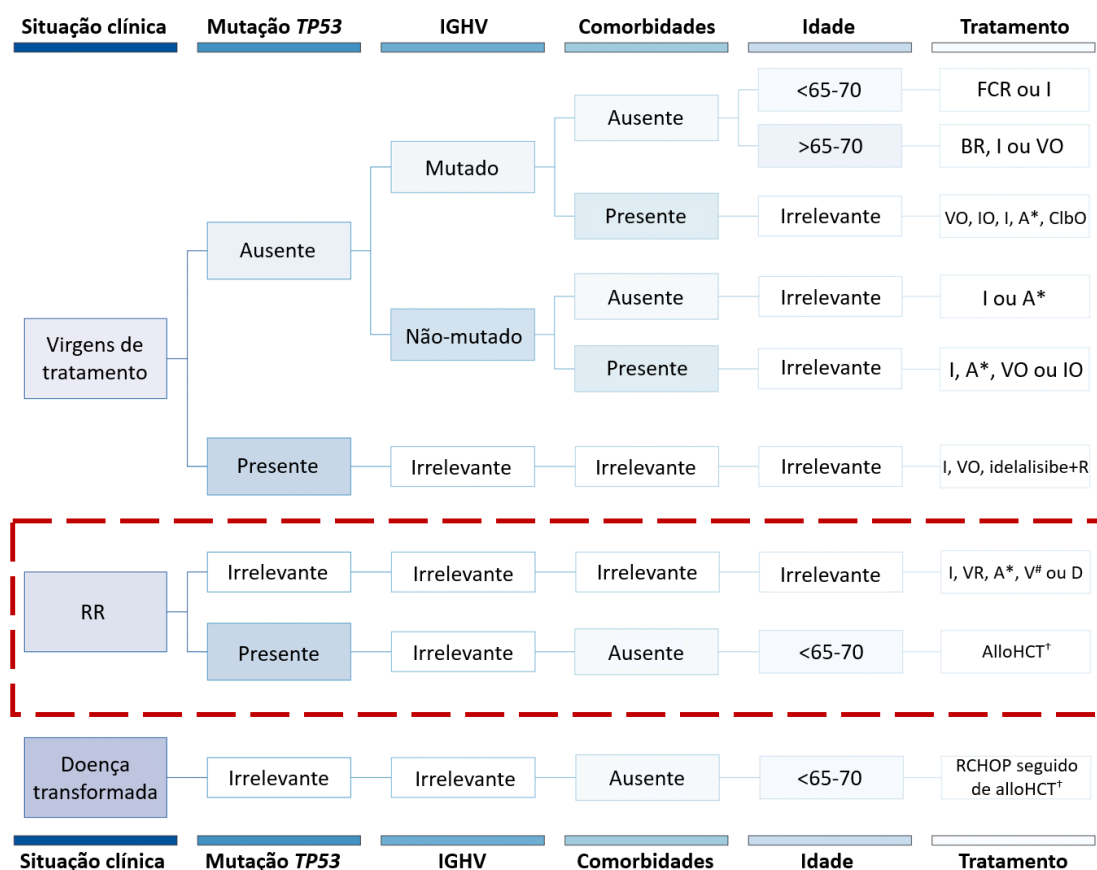 Situação clínica
Mutação TP53
IGHV
Comorbidades
Idade
Tratamento
<65-70
FCR ou I
Ausente
>65-70
BR, I ou VO
Mutado
Presente
Irrelevante
VO, IO, I, A*, ClbO
Ausente
Ausente
Irrelevante
I ou A*
Não-mutado
Virgens de
tratamento
Presente
Irrelevante
I, A*, VO ou IO
Presente
Irrelevante
Irrelevante
Irrelevante
I, VO, idelalisibe+R
RR
Irrelevante
Irrelevante
Irrelevante
Irrelevante
I, VR, A*, V# ou D
Presente
Irrelevante
Ausente
<65-70
AlloHCT†
Doença
transformada
Irrelevante
Irrelevante
Ausente
<65-70
RCHOP seguido
de alloHCT†
Situação clínica
Mutação TP53
IGHV
Comorbidades
Idade
Tratamento